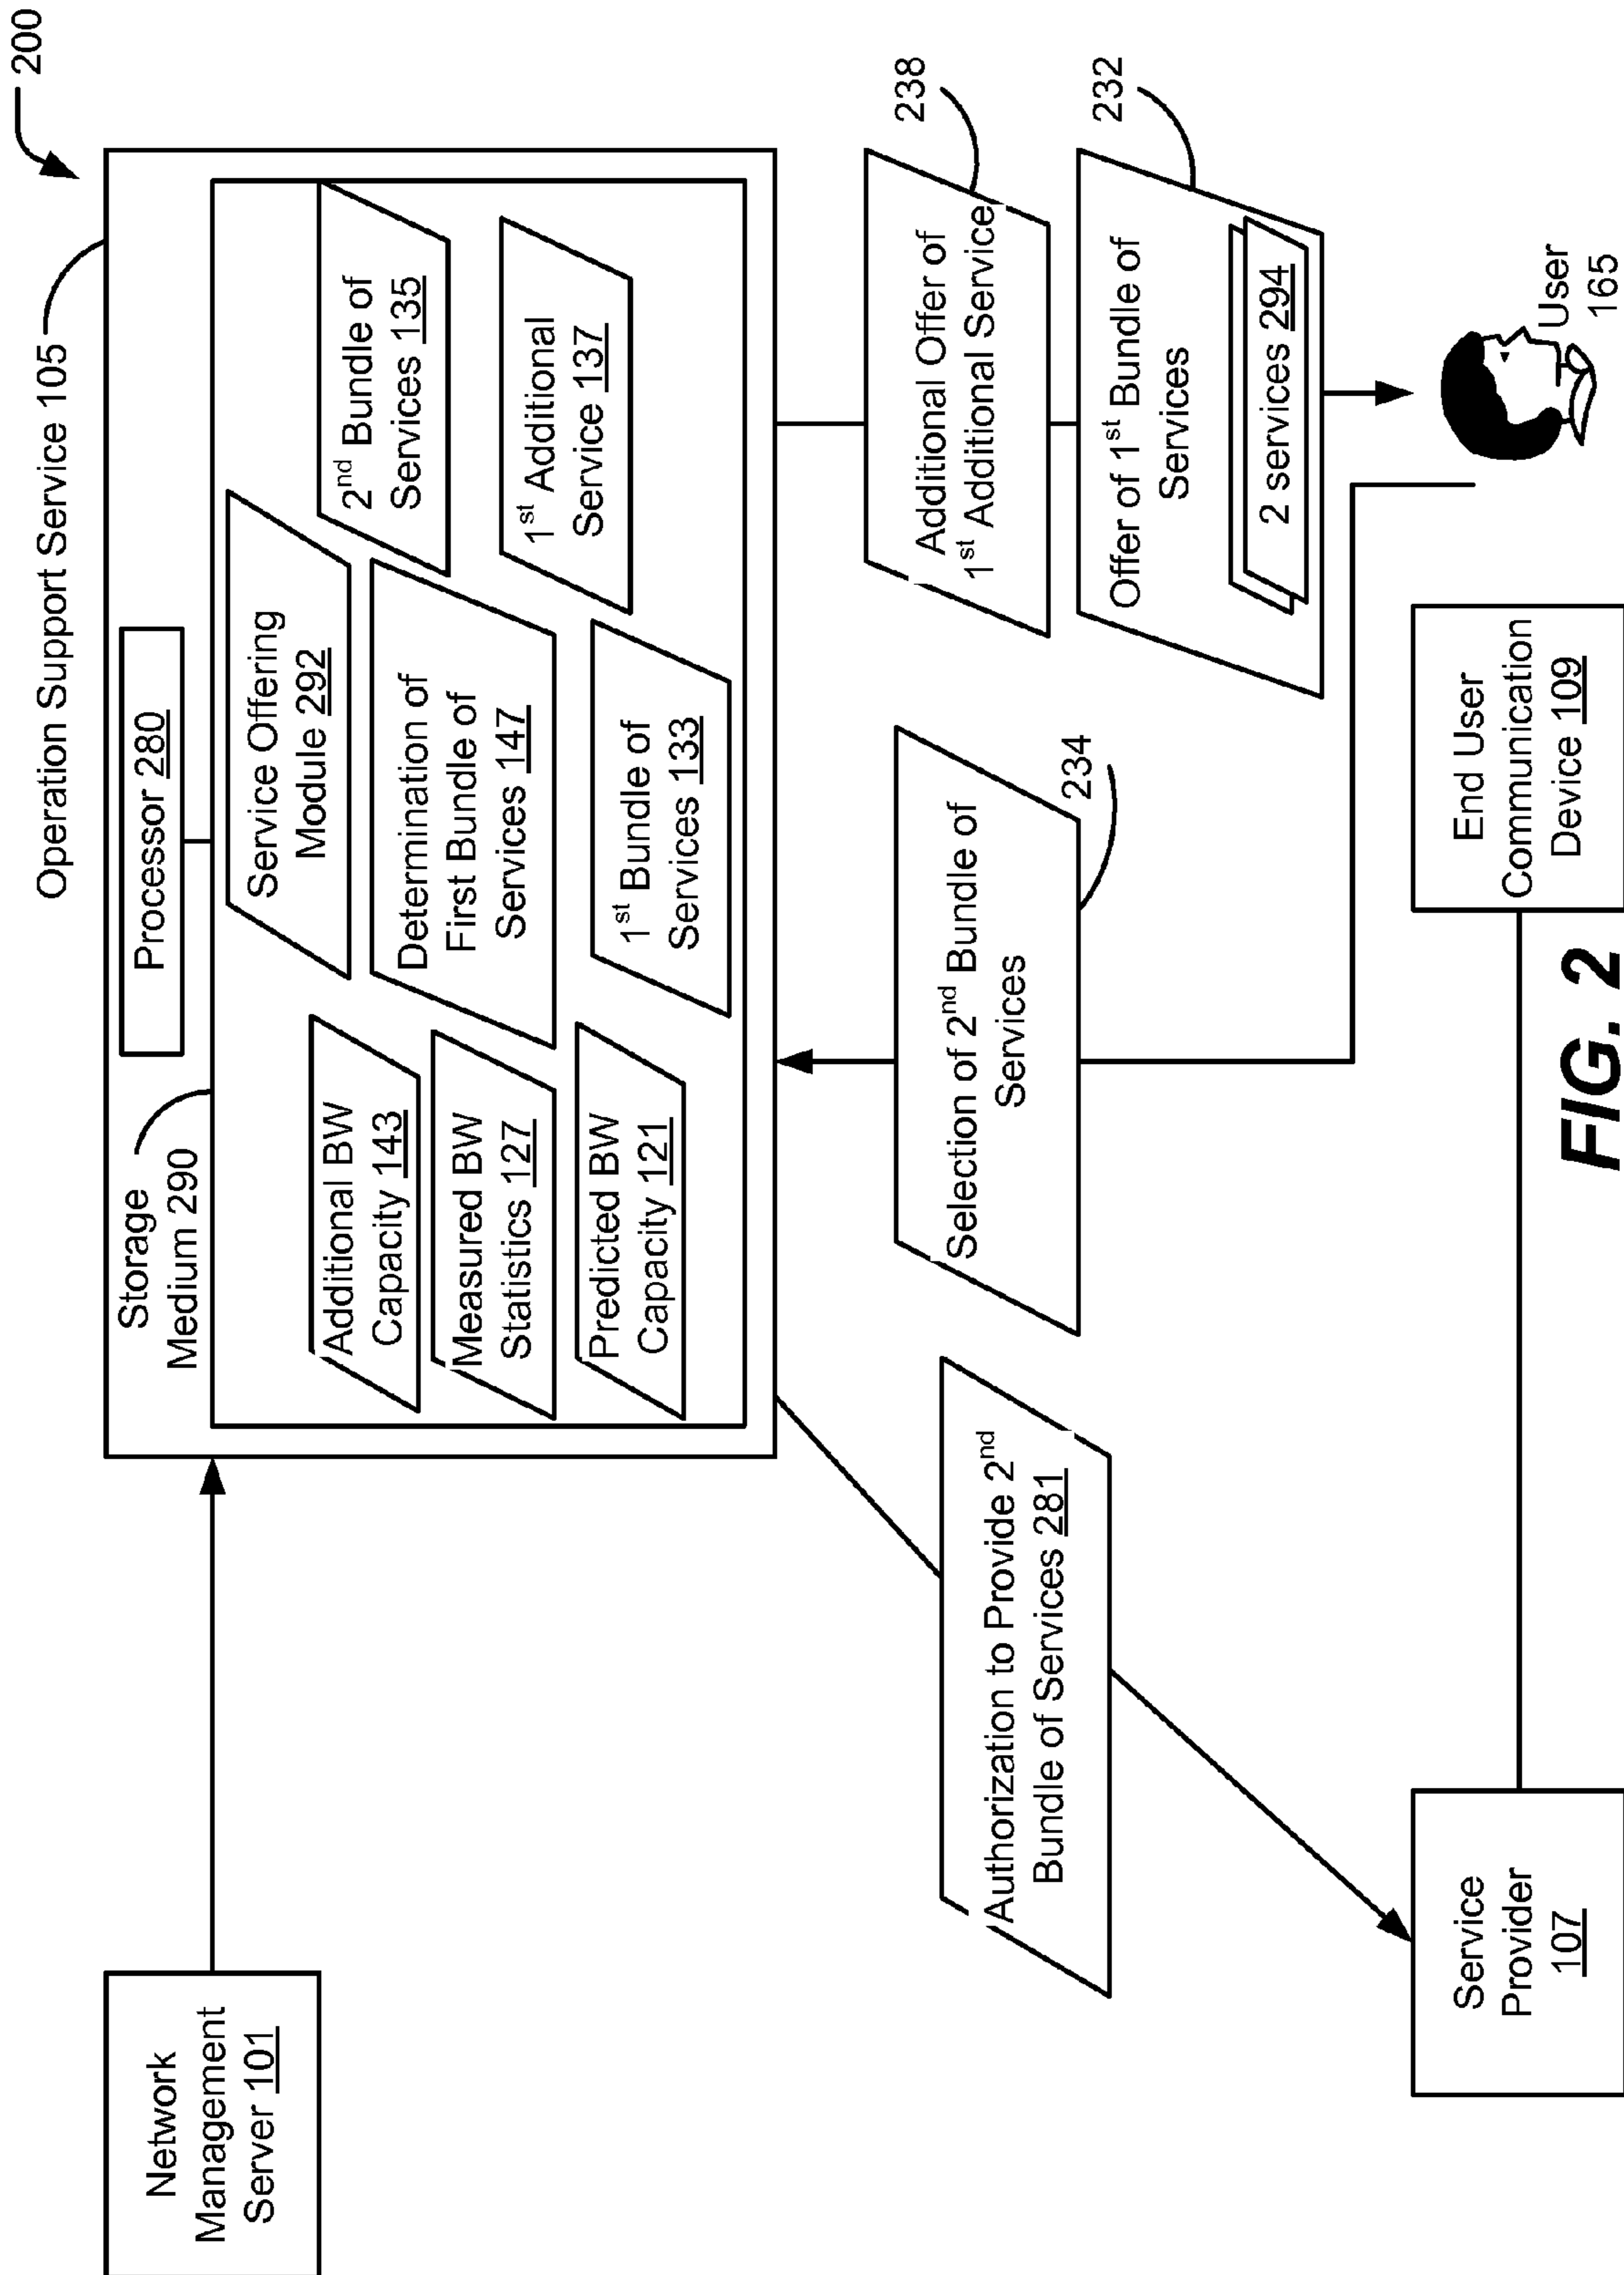 200
Operation Support Service 105
Network
Management
Server 101
Storage
Medium 290
Processor 280
Additional BW
Capacity 143
Measured BW
Statistics 127
Predicted BW
Capacity 121
Service Offering
Module 292
Determination of
First Bundle of
Services 147
1st Bundle of
Services 133
2nd Bundle of
Services 135
1st Additional
Service 137
Authorization to Provide 2nd
Bundle of Services 281
Selection of 2nd Bundle of
Services
234
Additional Offer of
1st Additional Service
238
Offer of 1st Bundle of
Services
2 services 294
232
Service
Provider
107
End User
Communication
Device 109
User
165
FIG. 2